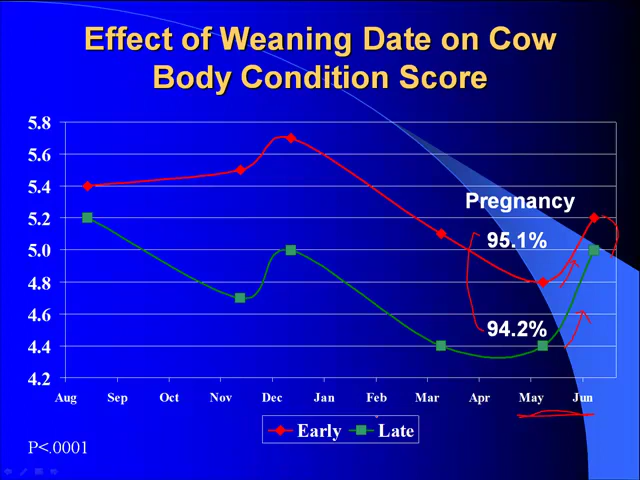 Effect of Weaning Date on Cow
Body Condition Score
5.8
5.6
5.4
5.2
5.0
4.8
4.6
4.4
4.2
Pregnancy
95.1%
94.2%
Aug Sep Oct Nov Dec Jan Feb Mar Apr May Jun
Early Late
P<.0001